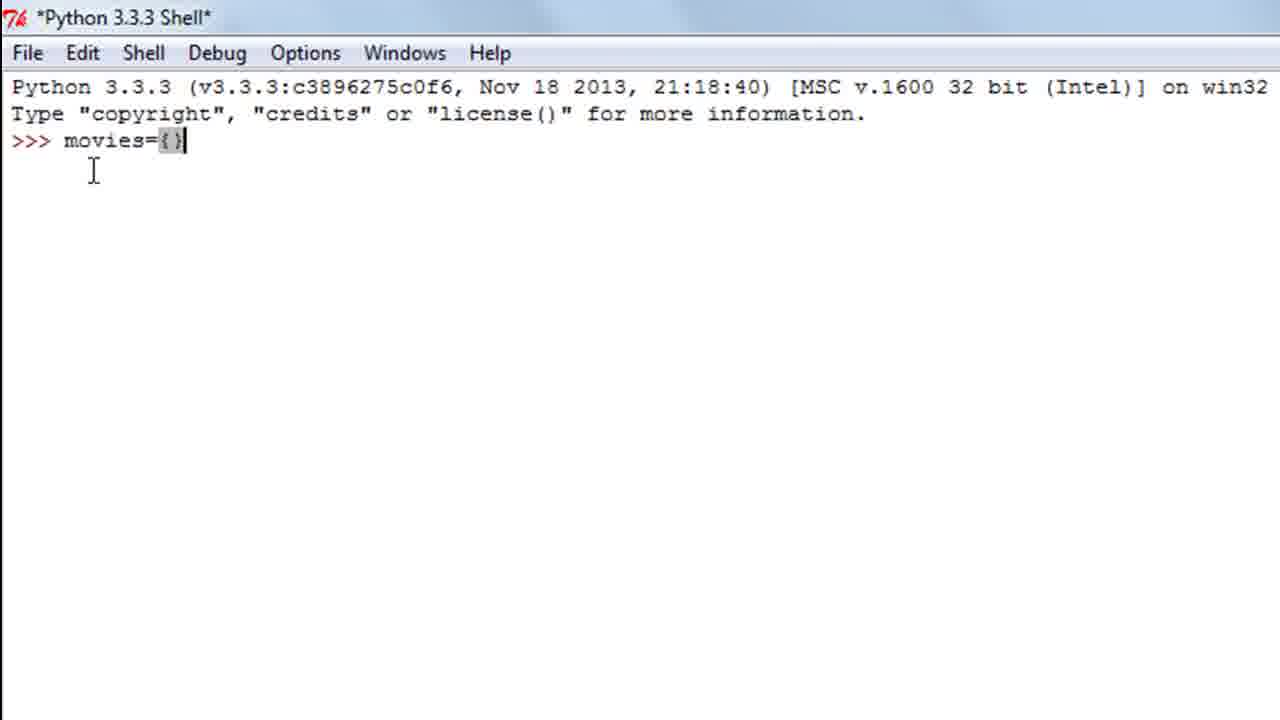 *Python 3.3.3 Shell*
File Edit Shell Debug Options Windows Help
Python 3.3.3 (v3.3.3:c3896275c0f6, Nov 18 2013, 21:18:40) [MSC v.1600 32 bit (Intel)] on win32
Type "copyright", "credits" or "license()" for more information.
>>> movies={}